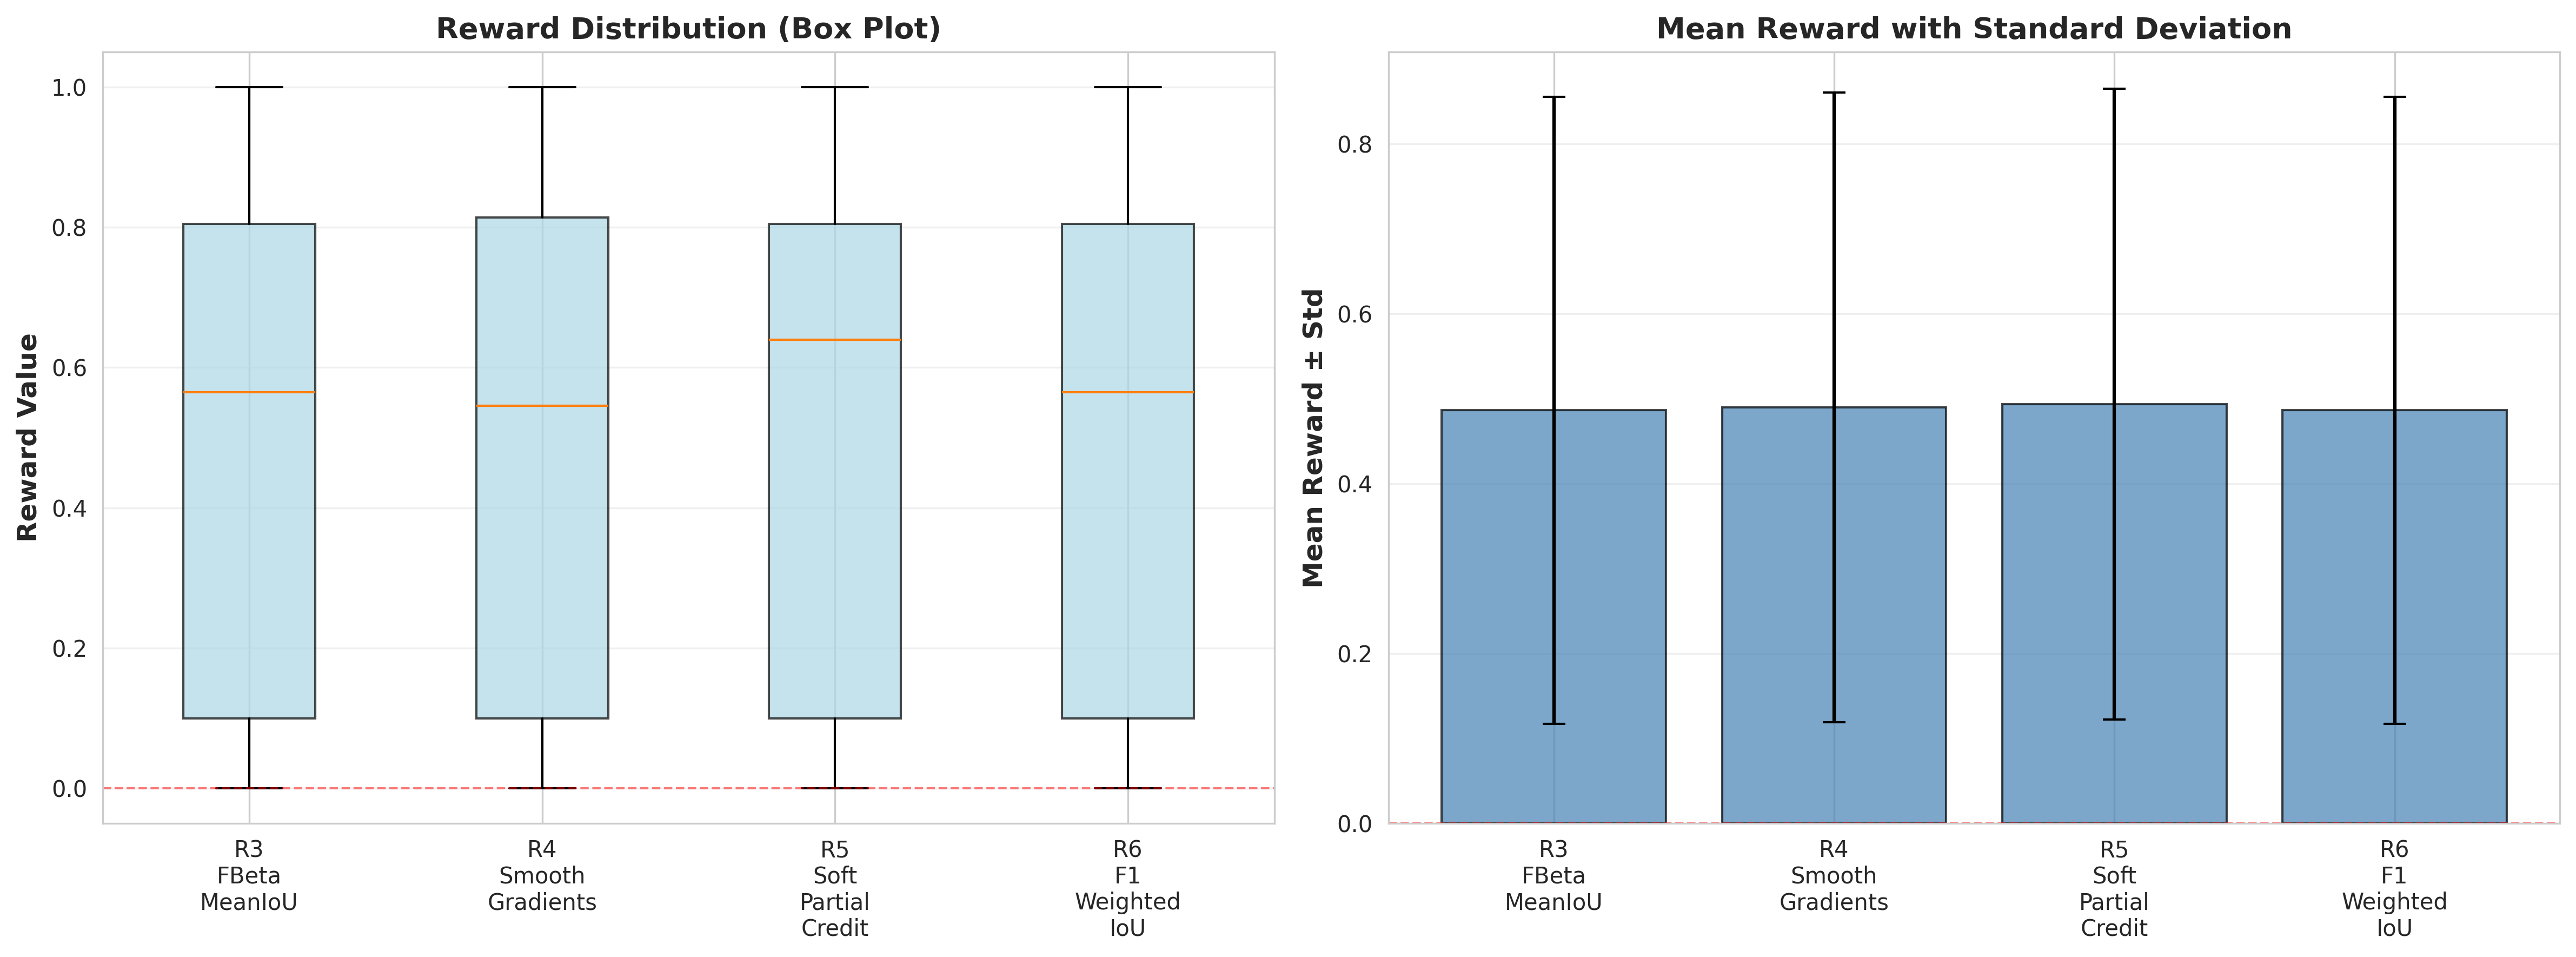 Reward Distribution (Box Plot)
Reward Value
1.0
0.8
0.6
0.4
0.2
0.0
R3
FBeta
MeanIoU
R4
Smooth
Gradients
R5
Soft
Partial
Credit
R6
F1
Weighted
IoU
Mean Reward with Standard Deviation
Mean Reward ± Std
0.8
0.6
0.4
0.2
0.0
R3
FBeta
MeanIoU
R4
Smooth
Gradients
R5
Soft
Partial
Credit
R6
F1
Weighted
IoU